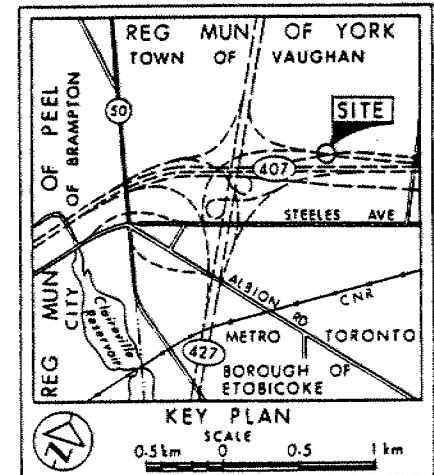 REG MUN OF YORK
TOWN OF VAUGHAN
50
SITE
REG MUN OF PEEL
CITY OF BRAMPTON
407
STEELES AVE
Claireville
Reservoir
ALBION RD
CNR
METRO TORONTO
427
BOROUGH OF
ETOBICOKE
KEY PLAN
SCALE
N
0.5 km 0 0.5 1 km